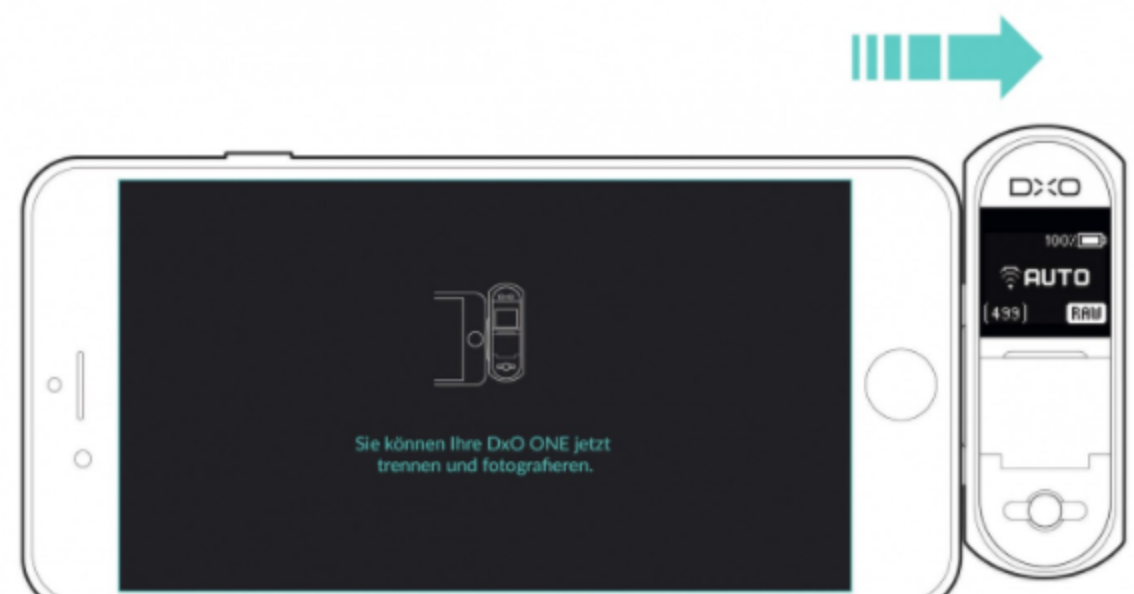 DXO
100%
AUTO
[499] RAW
Sie können Ihre DxO ONE jetzt
trennen und fotografieren.